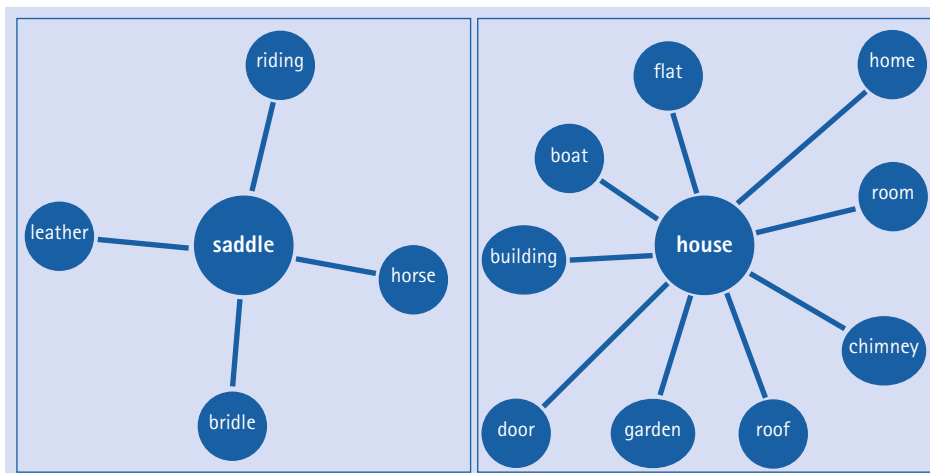 riding
leather
saddle
horse
bridle
flat
home
boat
room
building
house
chimney
door
garden
roof